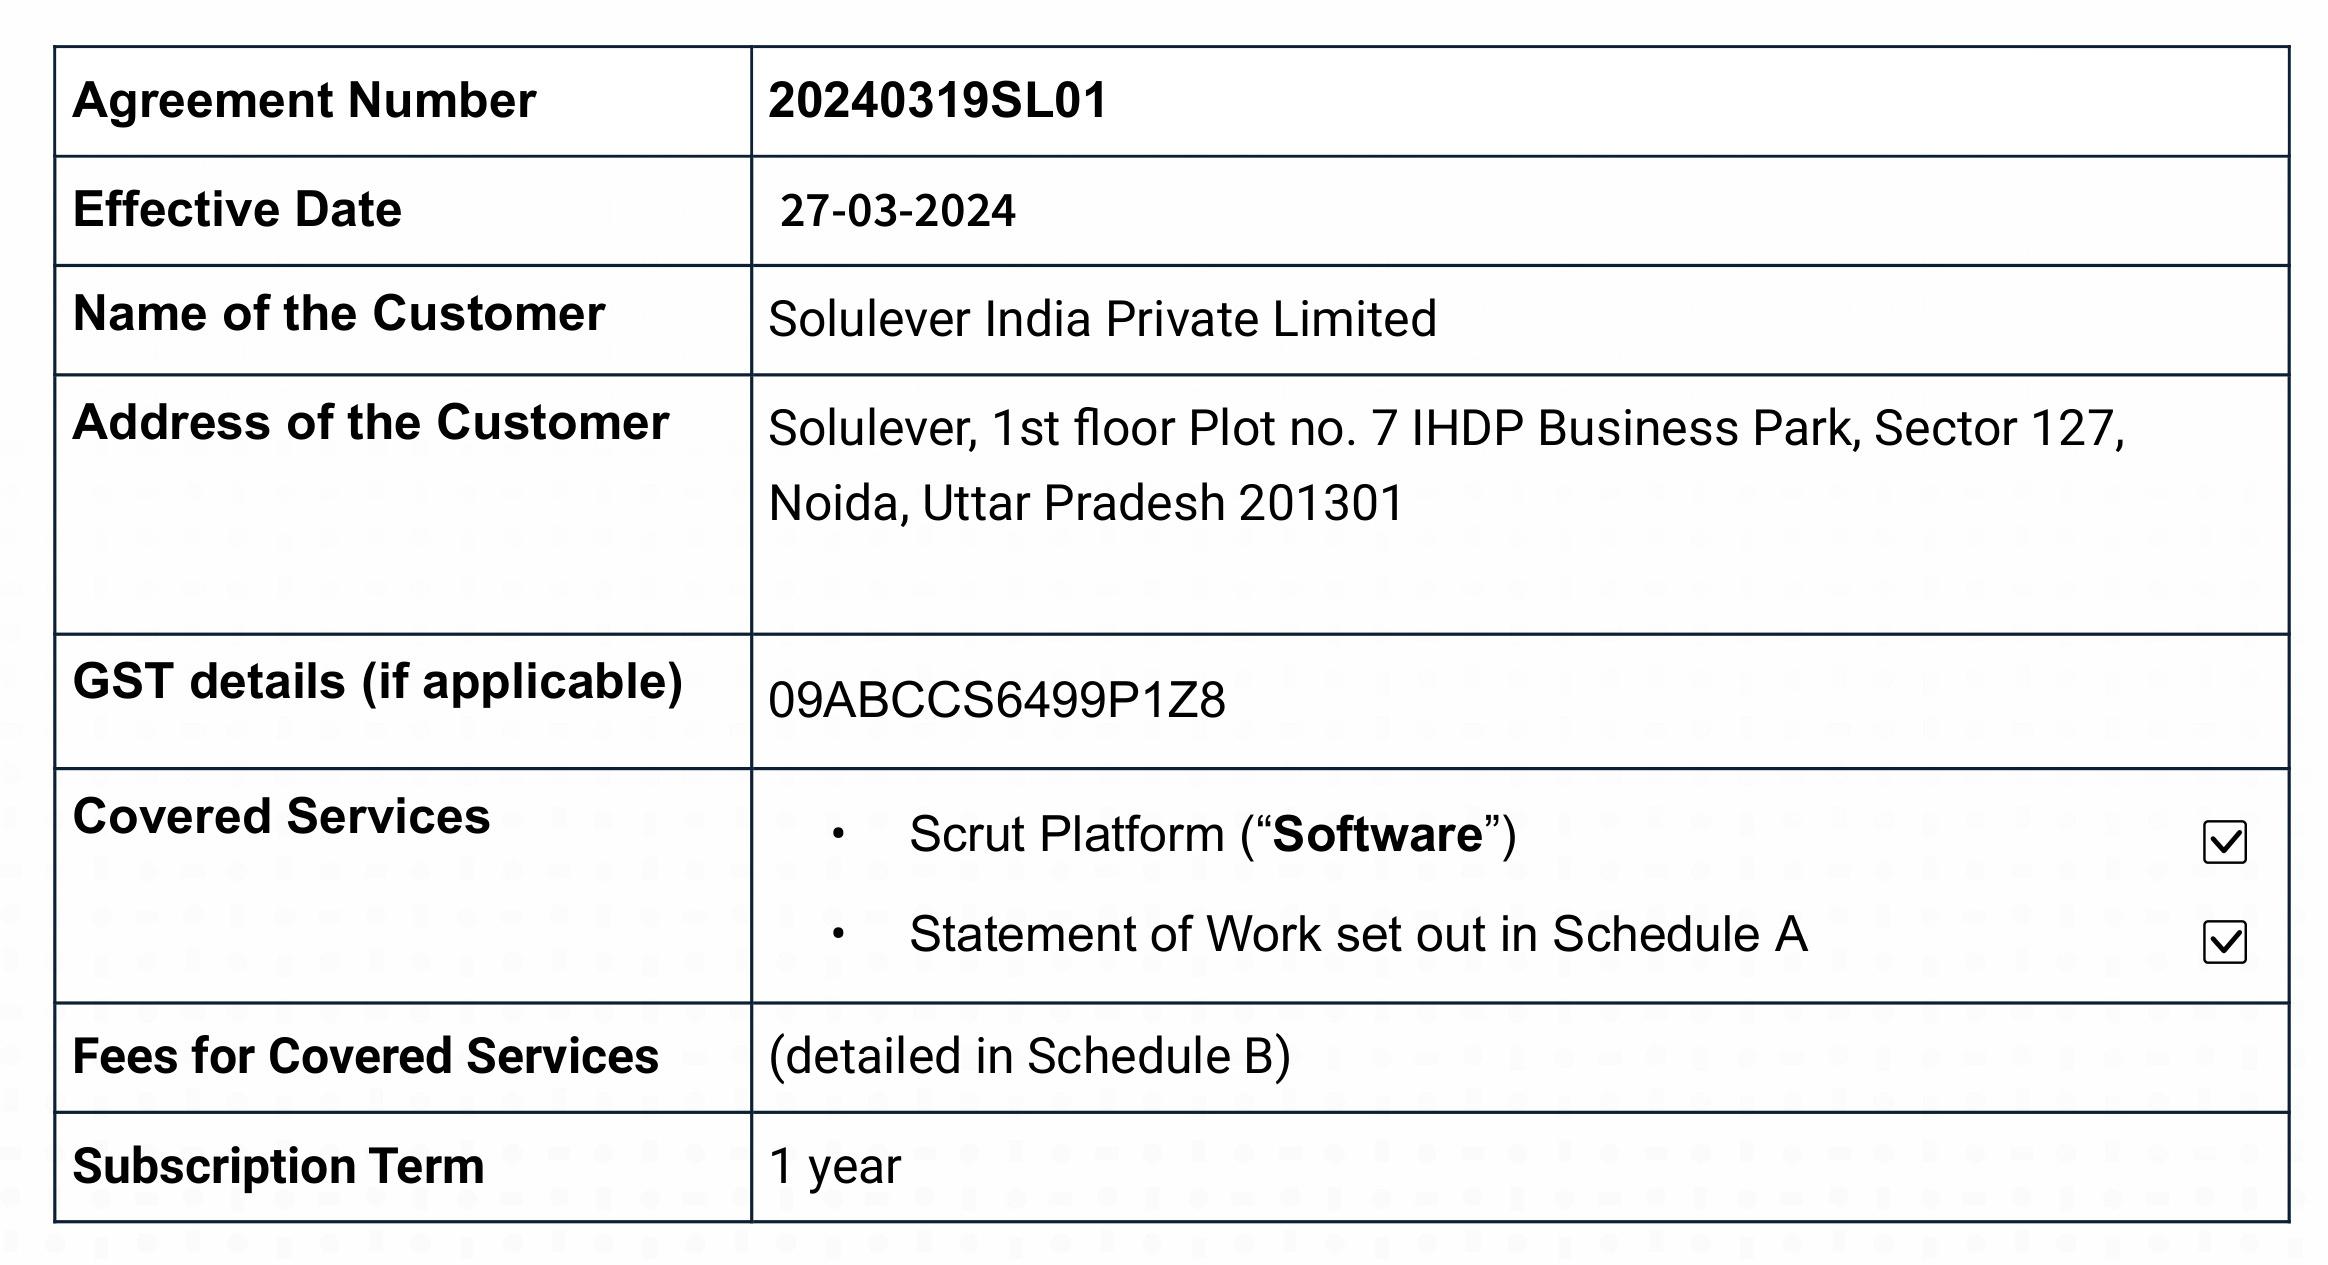 Agreement Number 20240319SL01
Effective Date 27-03-2024
Name of the Customer Solulever India Private Limited
Address of the Customer Solulever, 1st floor Plot no. 7 IHDP Business Park, Sector 127,
Noida, Uttar Pradesh 201301
GST details (if applicable) 09ABCCS6499P1Z8
Covered Services • Scrut Platform (“Software”) ☑
• Statement of Work set out in Schedule A ☑
Fees for Covered Services (detailed in Schedule B)
Subscription Term 1 year